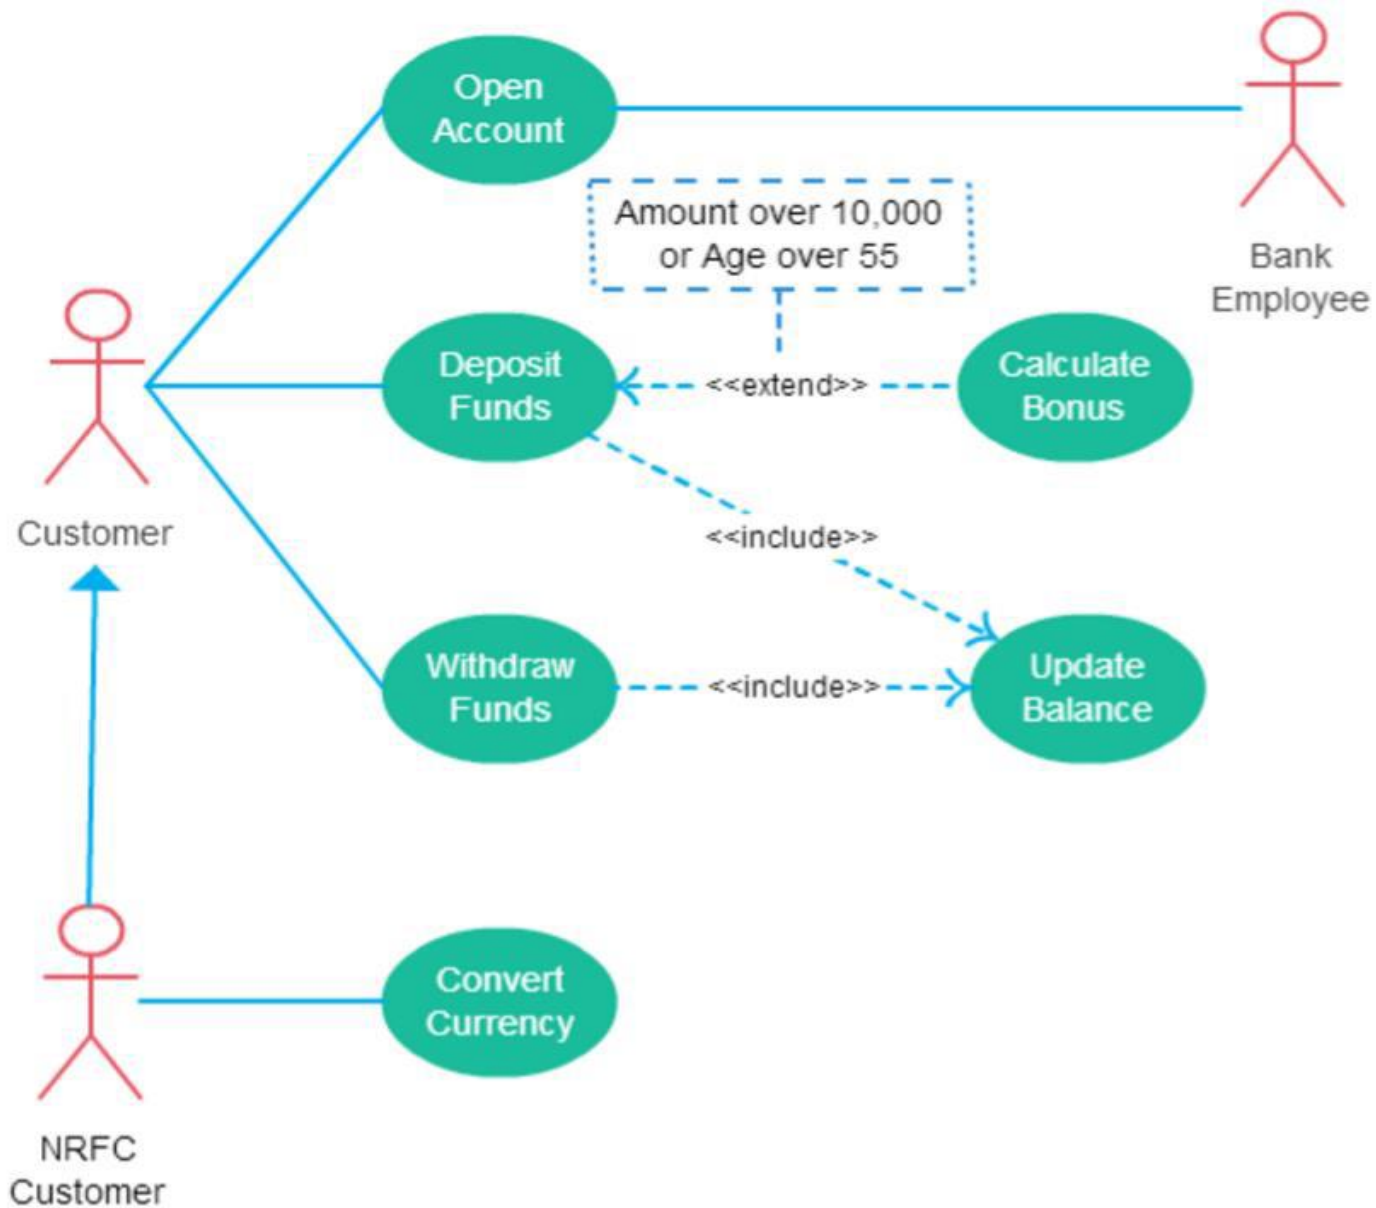 Open
Account
Amount over 10,000
or Age over 55
Bank
Employee
Deposit
Funds
<<extend>>
Calculate
Bonus
Customer
<<include>>
Withdraw
Funds
<<include>>
Update
Balance
Convert
Currency
NRFC
Customer